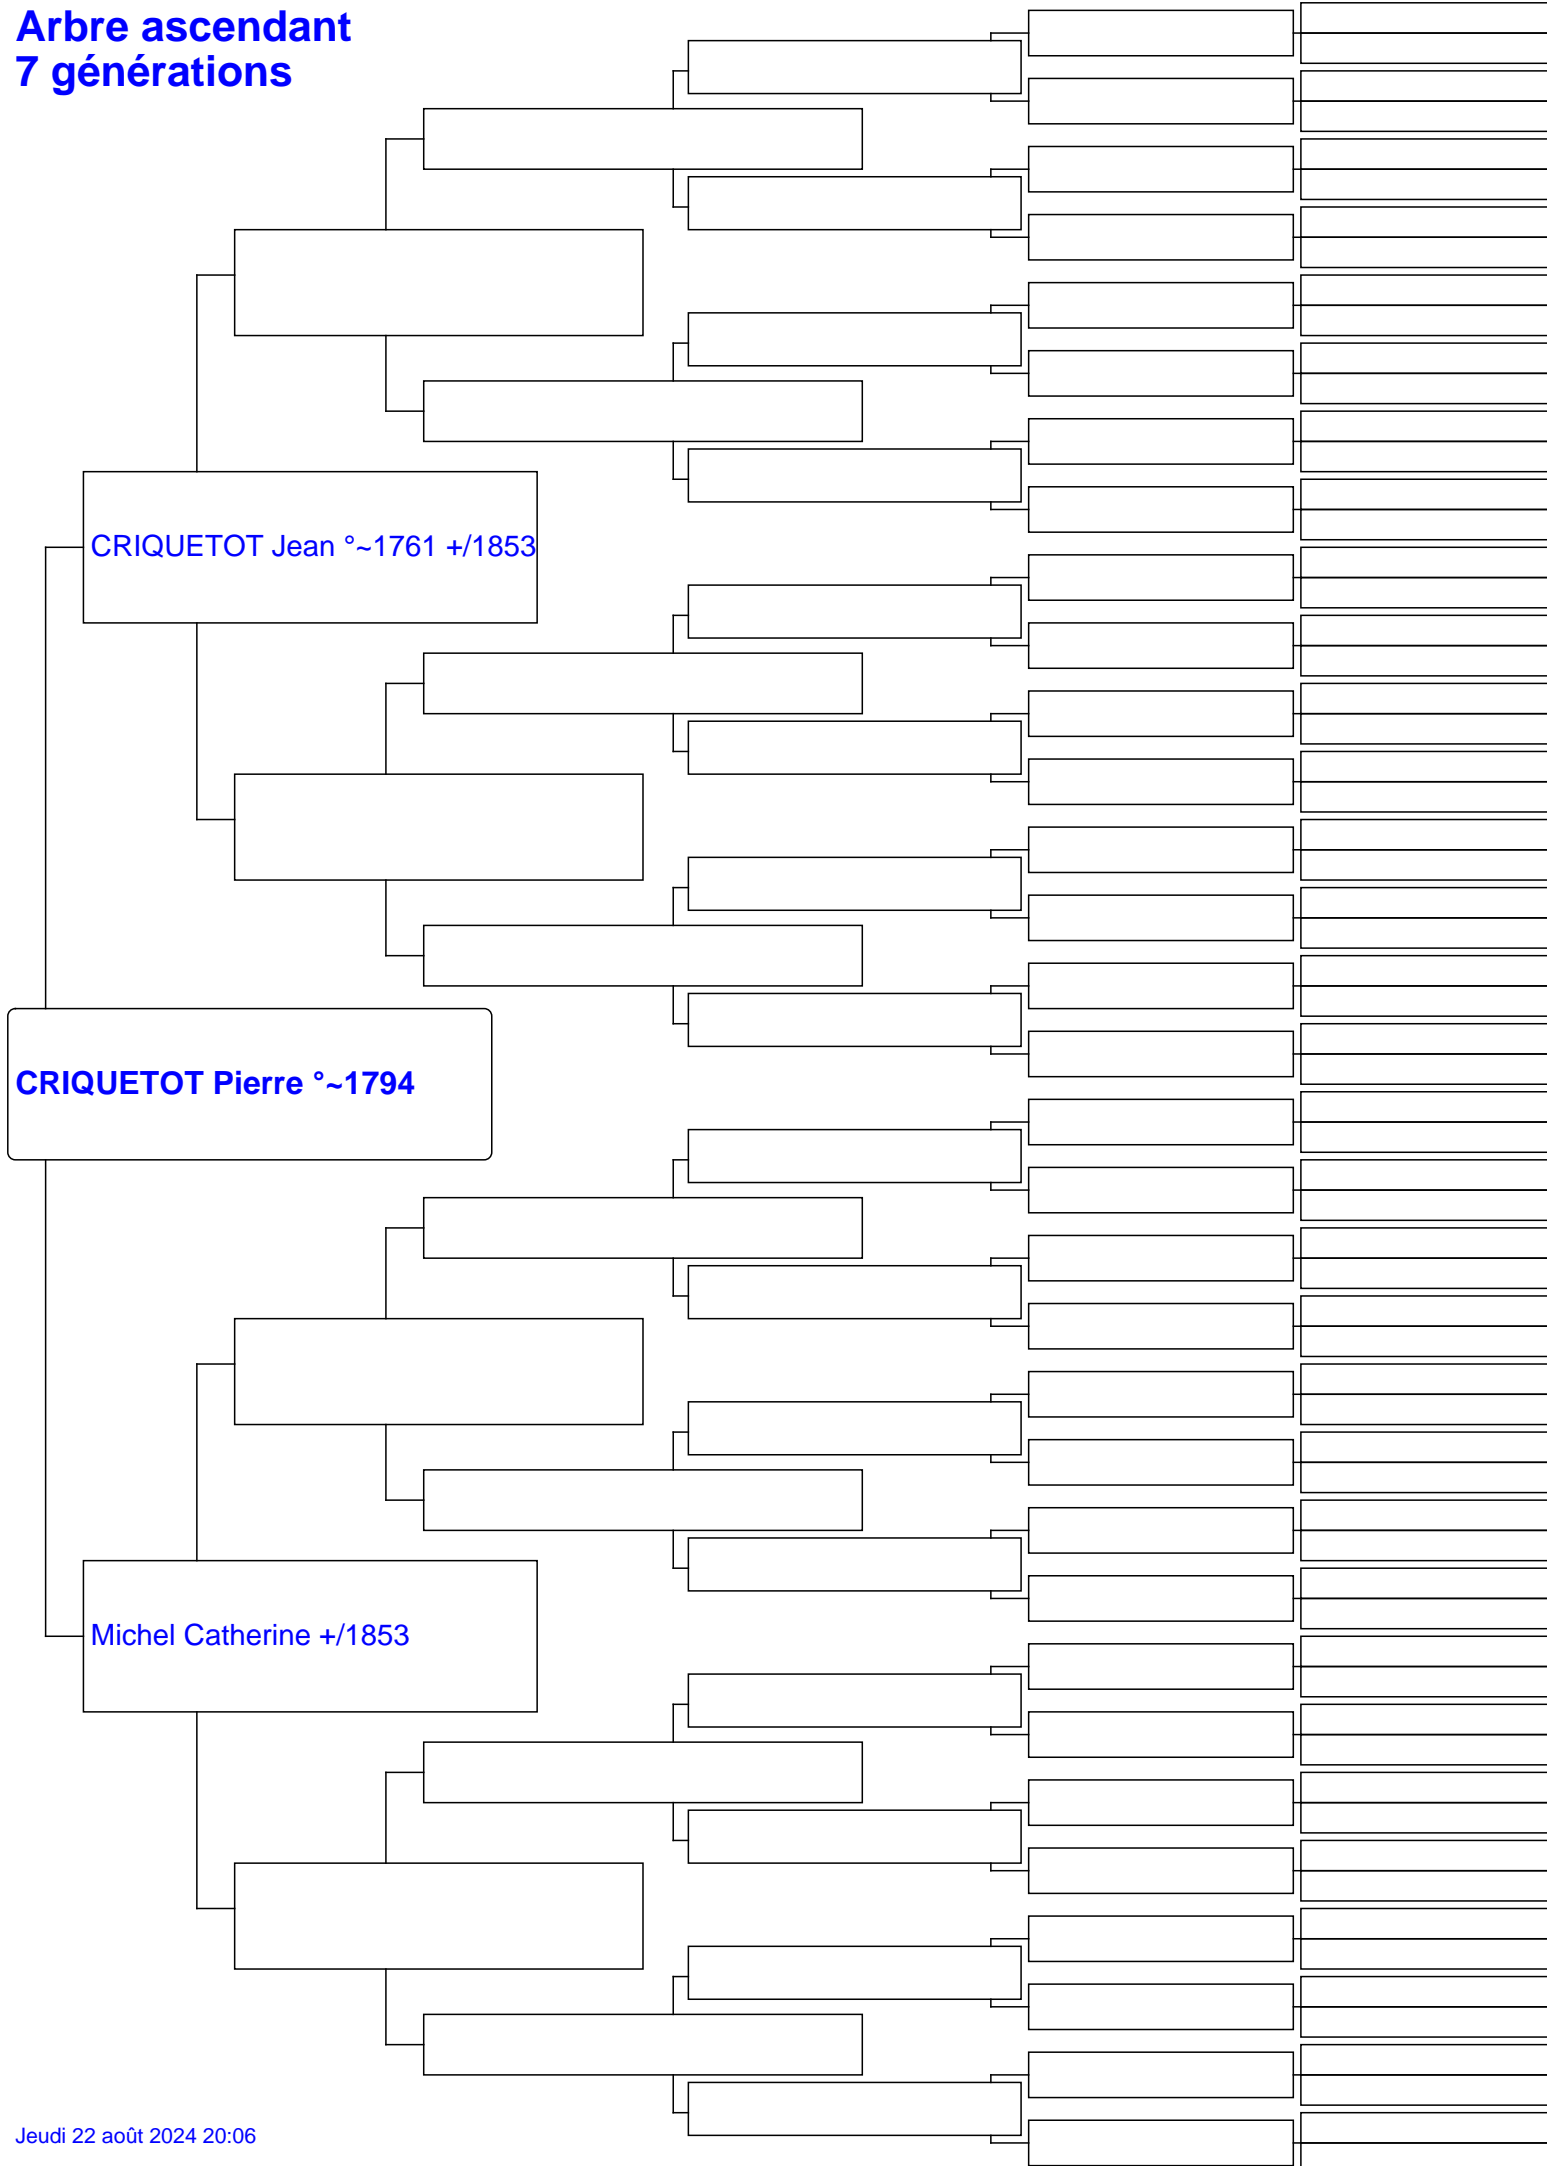 Arbre ascendant
7 générations
CRIQUETOT Jean °~1761 +/1853
CRIQUETOT Pierre °~1794
Michel Catherine +/1853
Jeudi 22 août 2024 20:06